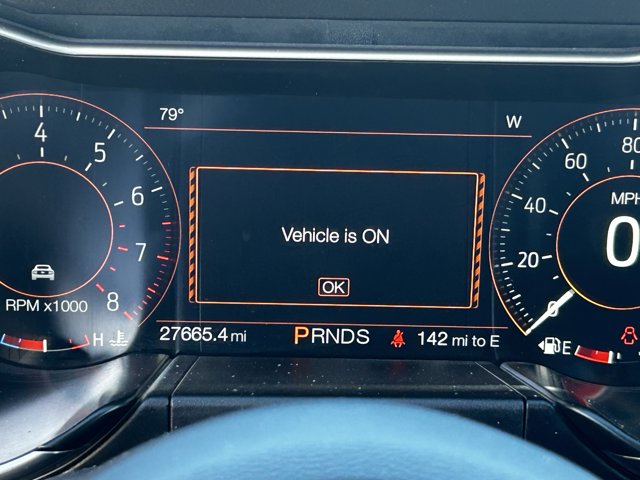 79°
W
4
5
6
7
8
RPM x1000
H
Vehicle is ON
OK
27665.4 mi
PRNDS
142 mi to E
80
60
40
20
0
MPH
0
E